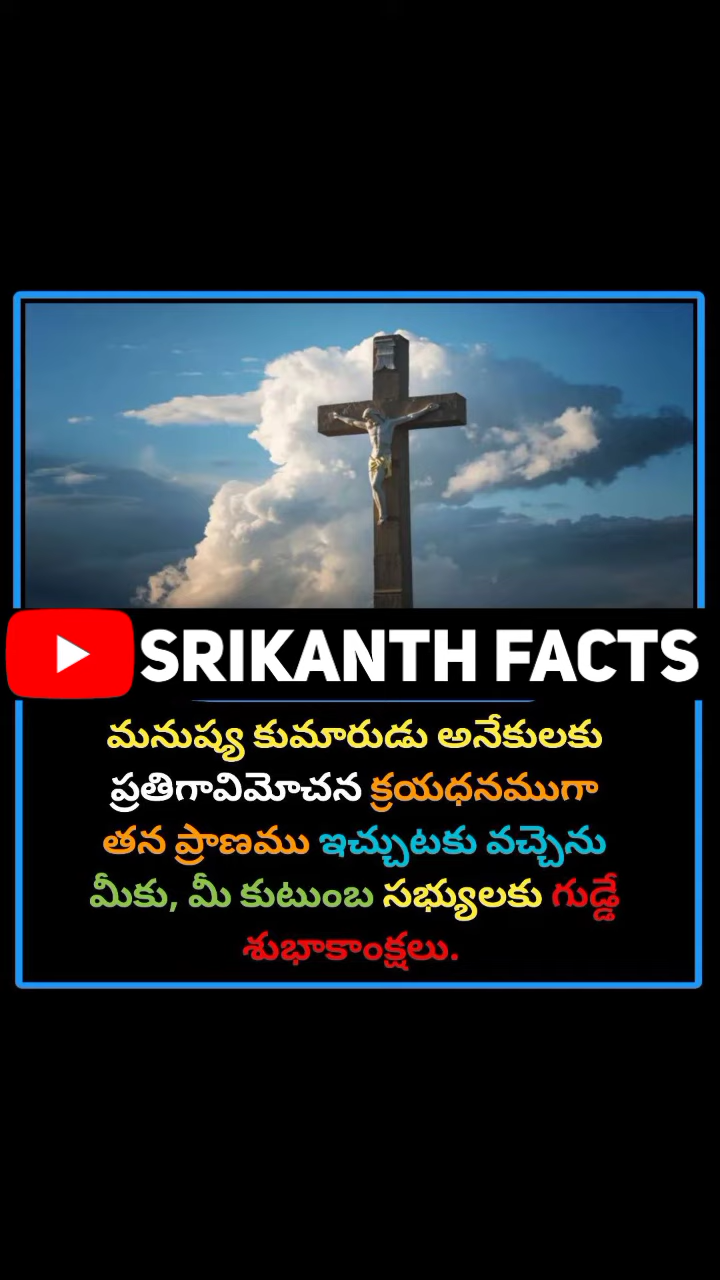 SRIKANTH FACTS
మనుష్య కుమారుడు అనేకులకు
ప్రతిగావిమోచన క్రయధనముగా
తన ప్రాణము ఇచ్చుటకు వచ్చెను
మీకు, మీ కుటుంబ సభ్యులకు గుడ్డే
శుభాకాంక్షలు.